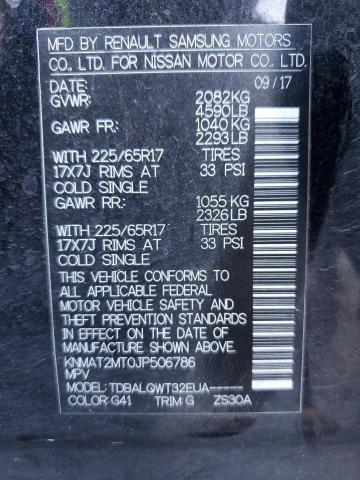 MFD BY RENAULT SAMSUNG MOTORS
CO., LTD. FOR NISSAN MOTOR CO., LTD.
DATE: 09/17
GVWR: 2082KG
4590LB
GAWR FR: 1040KG
2293LB
WITH 225/65R17 TIRES
17X7J RIMS AT 33 PSI
COLD SINGLE
GAWR RR: 1055 KG
2326LB
WITH 225/65R17 TIRES
17X7J RIMS AT 33 PSI
COLD SINGLE
THIS VEHICLE CONFORMS TO
ALL APPLICABLE FEDERAL
MOTOR VEHICLE SAFETY AND
THEFT PREVENTION STANDARDS
IN EFFECT ON THE DATE OF
MANUFACTURE SHOWN ABOVE.
KNMAT2MT0JP506786
MPV
MODEL: TDBALQWT32EUA-----
COLOR: G41 TRIM: G ZS30A